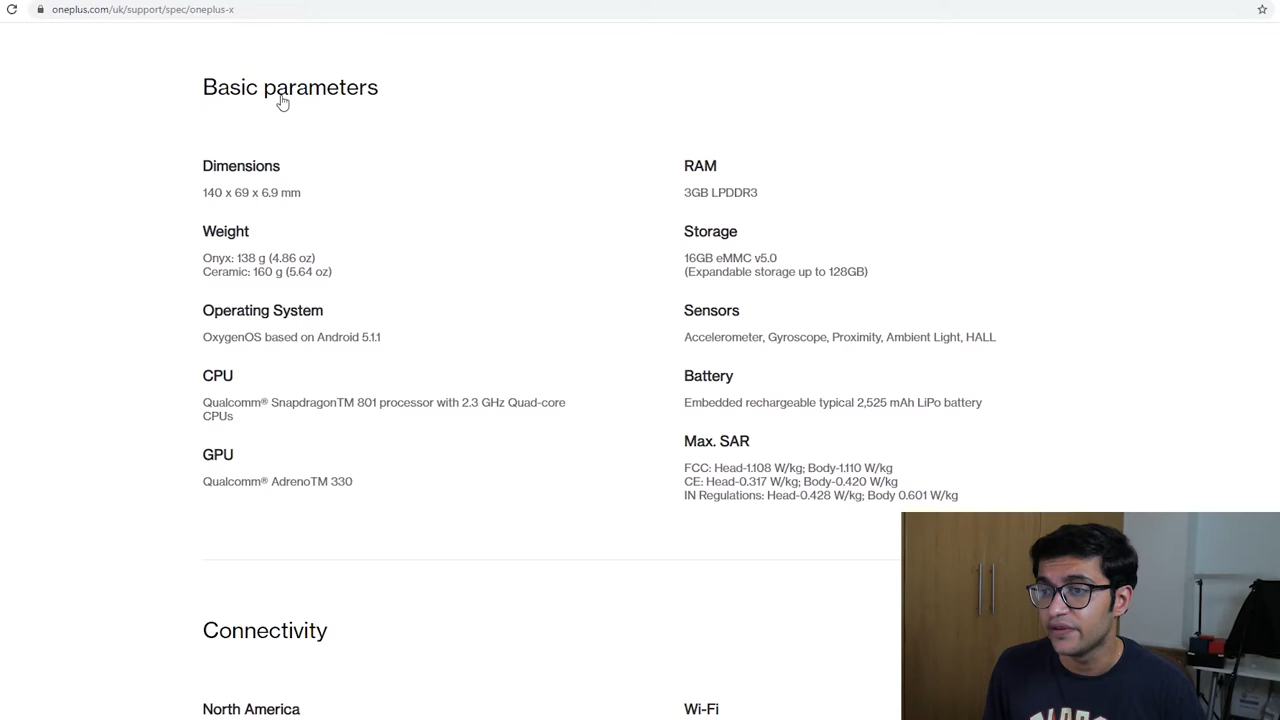 oneplus.com/uk/support/spec/oneplus-x
Basic parameters
Dimensions
140 x 69 x 6.9 mm
Weight
Onyx: 138 g (4.86 oz)
Ceramic: 160 g (5.64 oz)
Operating System
OxygenOS based on Android 5.1.1
CPU
Qualcomm® SnapdragonTM 801 processor with 2.3 GHz Quad-core
CPUs
GPU
Qualcomm® AdrenoTM 330
RAM
3GB LPDDR3
Storage
16GB eMMC v5.0
(Expandable storage up to 128GB)
Sensors
Accelerometer, Gyroscope, Proximity, Ambient Light, HALL
Battery
Embedded rechargeable typical 2,525 mAh LiPo battery
Max. SAR
FCC: Head-1.108 W/kg; Body-1.110 W/kg
CE: Head-0.317 W/kg; Body-0.420 W/kg
IN Regulations: Head-0.428 W/kg; Body 0.601 W/kg
Connectivity
North America
Wi-Fi